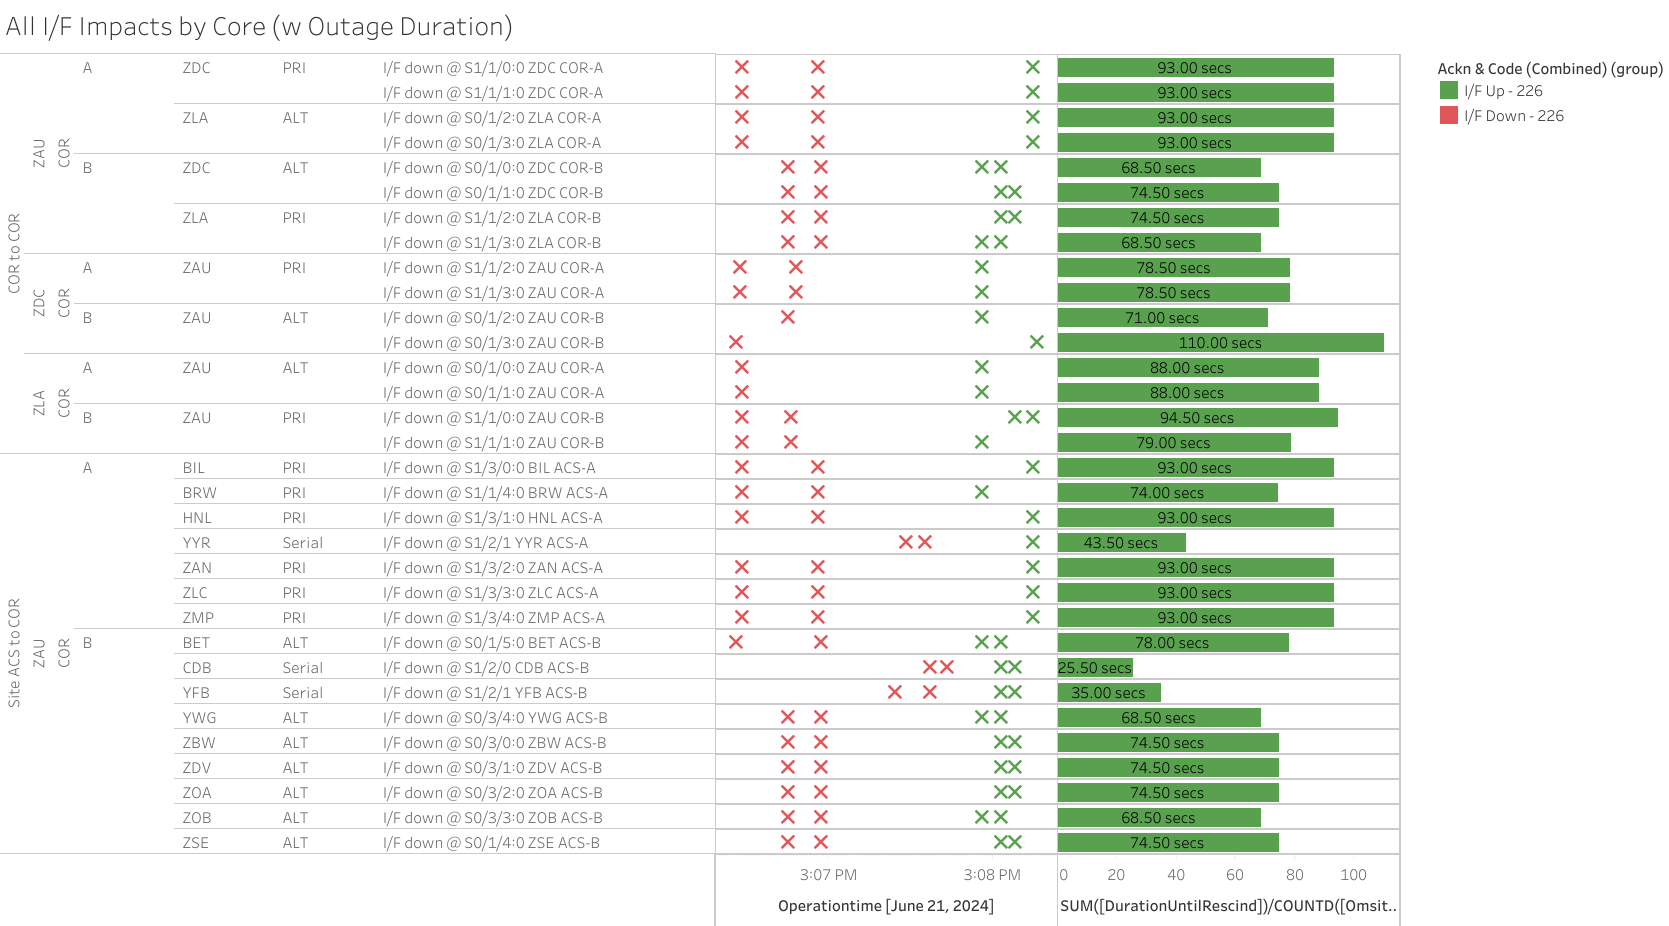 All I/F Impacts by Core (w Outage Duration)
COR to COR
ZAU COR
A ZDC PRI I/F down @ S1/1/0:0 ZDC COR-A 93.00 secs
I/F down @ S1/1/1:0 ZDC COR-A 93.00 secs
ZLA ALT I/F down @ S0/1/2:0 ZLA COR-A 93.00 secs
I/F down @ S0/1/3:0 ZLA COR-A 93.00 secs
B ZDC ALT I/F down @ S0/1/0:0 ZDC COR-B 68.50 secs
I/F down @ S0/1/1:0 ZDC COR-B 74.50 secs
ZLA PRI I/F down @ S1/1/2:0 ZLA COR-B 74.50 secs
I/F down @ S1/1/3:0 ZLA COR-B 68.50 secs
ZDC COR
A ZAU PRI I/F down @ S1/1/2:0 ZAU COR-A 78.50 secs
I/F down @ S1/1/3:0 ZAU COR-A 78.50 secs
B ZAU ALT I/F down @ S0/1/2:0 ZAU COR-B 71.00 secs
I/F down @ S0/1/3:0 ZAU COR-B 110.00 secs
ZLA COR
A ZAU ALT I/F down @ S0/1/0:0 ZAU COR-A 88.00 secs
I/F down @ S0/1/1:0 ZAU COR-A 88.00 secs
B ZAU PRI I/F down @ S1/1/0:0 ZAU COR-B 94.50 secs
I/F down @ S1/1/1:0 ZAU COR-B 79.00 secs
Site ACS to COR
ZAU COR
A BIL PRI I/F down @ S1/3/0:0 BIL ACS-A 93.00 secs
BRW PRI I/F down @ S1/1/4:0 BRW ACS-A 74.00 secs
HNL PRI I/F down @ S1/3/1:0 HNL ACS-A 93.00 secs
YYR Serial I/F down @ S1/2/1 YYR ACS-A 43.50 secs
ZAN PRI I/F down @ S1/3/2:0 ZAN ACS-A 93.00 secs
ZLC PRI I/F down @ S1/3/3:0 ZLC ACS-A 93.00 secs
ZMP PRI I/F down @ S1/3/4:0 ZMP ACS-A 93.00 secs
B BET ALT I/F down @ S0/1/5:0 BET ACS-B 78.00 secs
CDB Serial I/F down @ S1/2/0 CDB ACS-B 25.50 secs
YFB Serial I/F down @ S1/2/1 YFB ACS-B 35.00 secs
YWG ALT I/F down @ S0/3/4:0 YWG ACS-B 68.50 secs
ZBW ALT I/F down @ S0/3/0:0 ZBW ACS-B 74.50 secs
ZDV ALT I/F down @ S0/3/1:0 ZDV ACS-B 74.50 secs
ZOA ALT I/F down @ S0/3/2:0 ZOA ACS-B 74.50 secs
ZOB ALT I/F down @ S0/3/3:0 ZOB ACS-B 68.50 secs
ZSE ALT I/F down @ S0/1/4:0 ZSE ACS-B 74.50 secs
3:07 PM 3:08 PM 0 20 40 60 80 100
Operationtime [June 21, 2024] SUM([DurationUntilRescind])/COUNTD([Omsit..
Ackn & Code (Combined) (group)
I/F Up - 226
I/F Down - 226